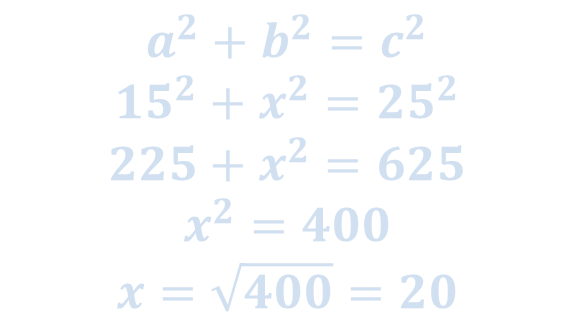 a² + b² = c²
15² + x² = 25²
225 + x² = 625
x² = 400
x = √400 = 20